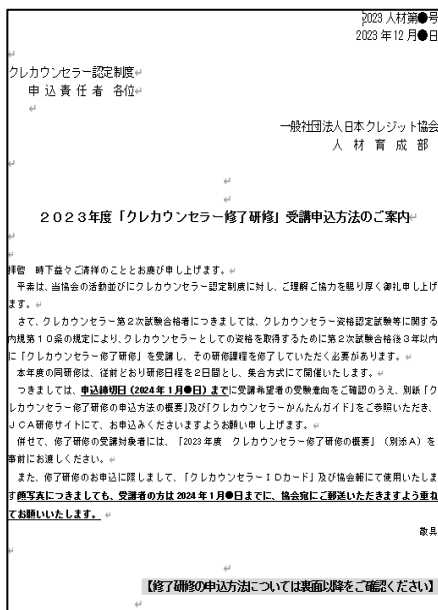 2023人材第●号
2023年12月●日
クレカウンセラー認定制度
申込責任者 各位
一般社団法人日本クレジット協会
人材育成部
2023年度「クレカウンセラー修了研修」受講申込方法のご案内
拝啓 時下益々ご清祥のこととお慶び申し上げます。
平素は、当協会の活動並びにクレカウンセラー認定制度に対し、ご理解ご協力を賜り厚く御礼申し上げ
ます。
さて、クレカウンセラー第2次試験合格者につきましては、クレカウンセラー資格認定試験等に関する
内規第10条の規定により、クレカウンセラーとしての資格を取得するために第2次試験合格後3年以内
に「クレカウンセラー修了研修」を受講し、その研修課程を修了していただく必要があります。
本年度の同研修は、従前どおり研修日程を2日間とし、集合方式にて開催いたします。
つきましては、申込締切日（2024年1月●日）までに受講希望者の受験意向をご確認のうえ、別紙「ク
レカウンセラー修了研修の申込方法の概要」及び「クレカウンセラーかんたんガイド」をご参照いただき、
JCA研修サイトにて、お申込みくださいますようお願い申し上げます。
併せて、修了研修の受講対象者には、「2023年度 クレカウンセラー修了研修の概要」（別添A）を
事前にお渡しください。
また、修了研修のお申込に際しまして、「クレカウンセラーIDカード」及び協会報にて使用いたしま
す顔写真につきましても、受講者の方は2024年1月●日までに、協会宛にご郵送いただきますよう重ね
てお願いいたします。
敬具
【修了研修の申込方法については裏面以降をご確認ください】